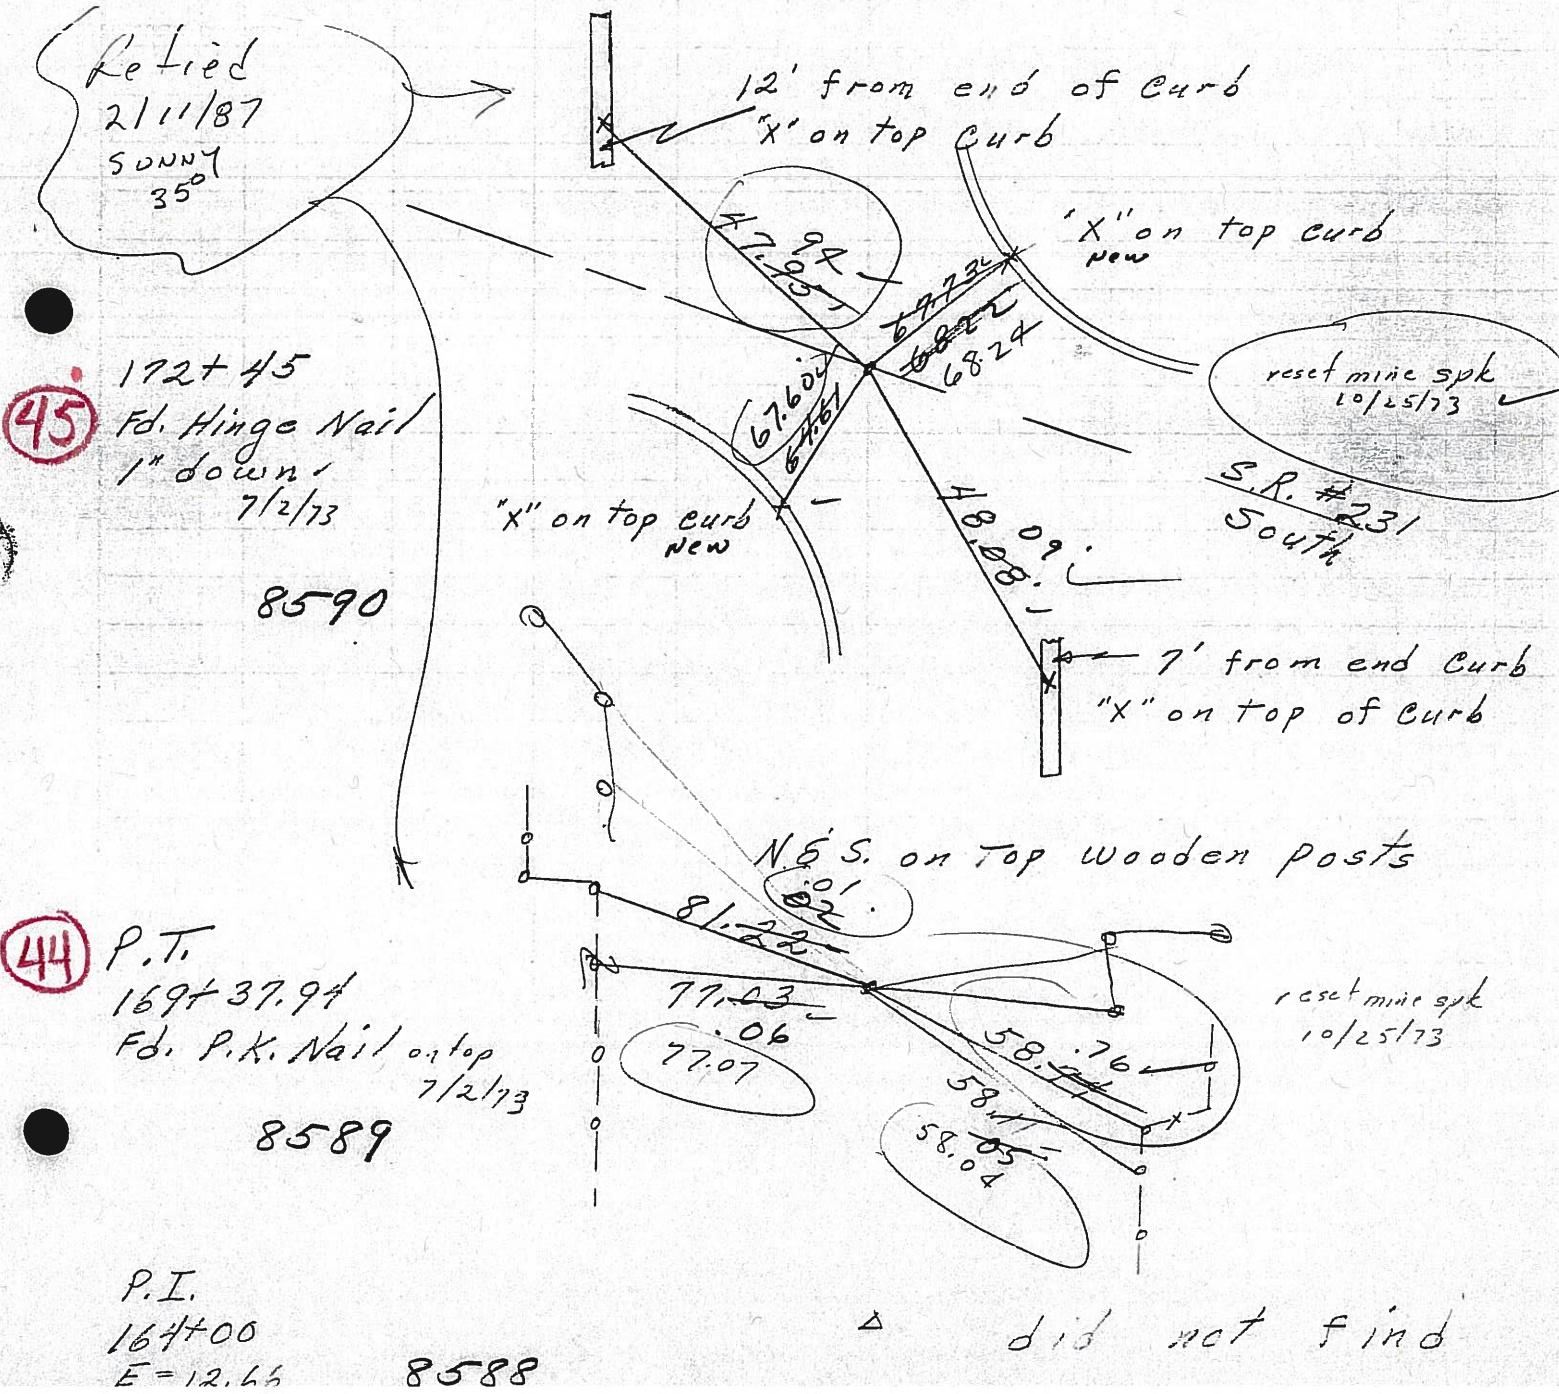 Retied
2/11/87
SUNNY
35°
12' from end of Curb
"X" on top Curb
47.93
94
"X" on top curb
New
67.73
68.22
68.24
reset mine spk
10/25/73
172+45
45
Fd. Hinge Nail
1" down
7/2/73
67.60
64.61
"X" on top curb
New
S.R. #231
South
48.08
09
8590
7' from end Curb
"X" on top of Curb
N.&S. on Top wooden posts
.01
02
81.22
44
P.T.
169+37.94
Fd. P.K. Nail on top
7/2/73
77.03
.06
77.07
58.77
.76
58.11
05
58.04
reset mine spk
10/25/73
8589
P.I.
164+00
E=12.66
8588
Δ did not find